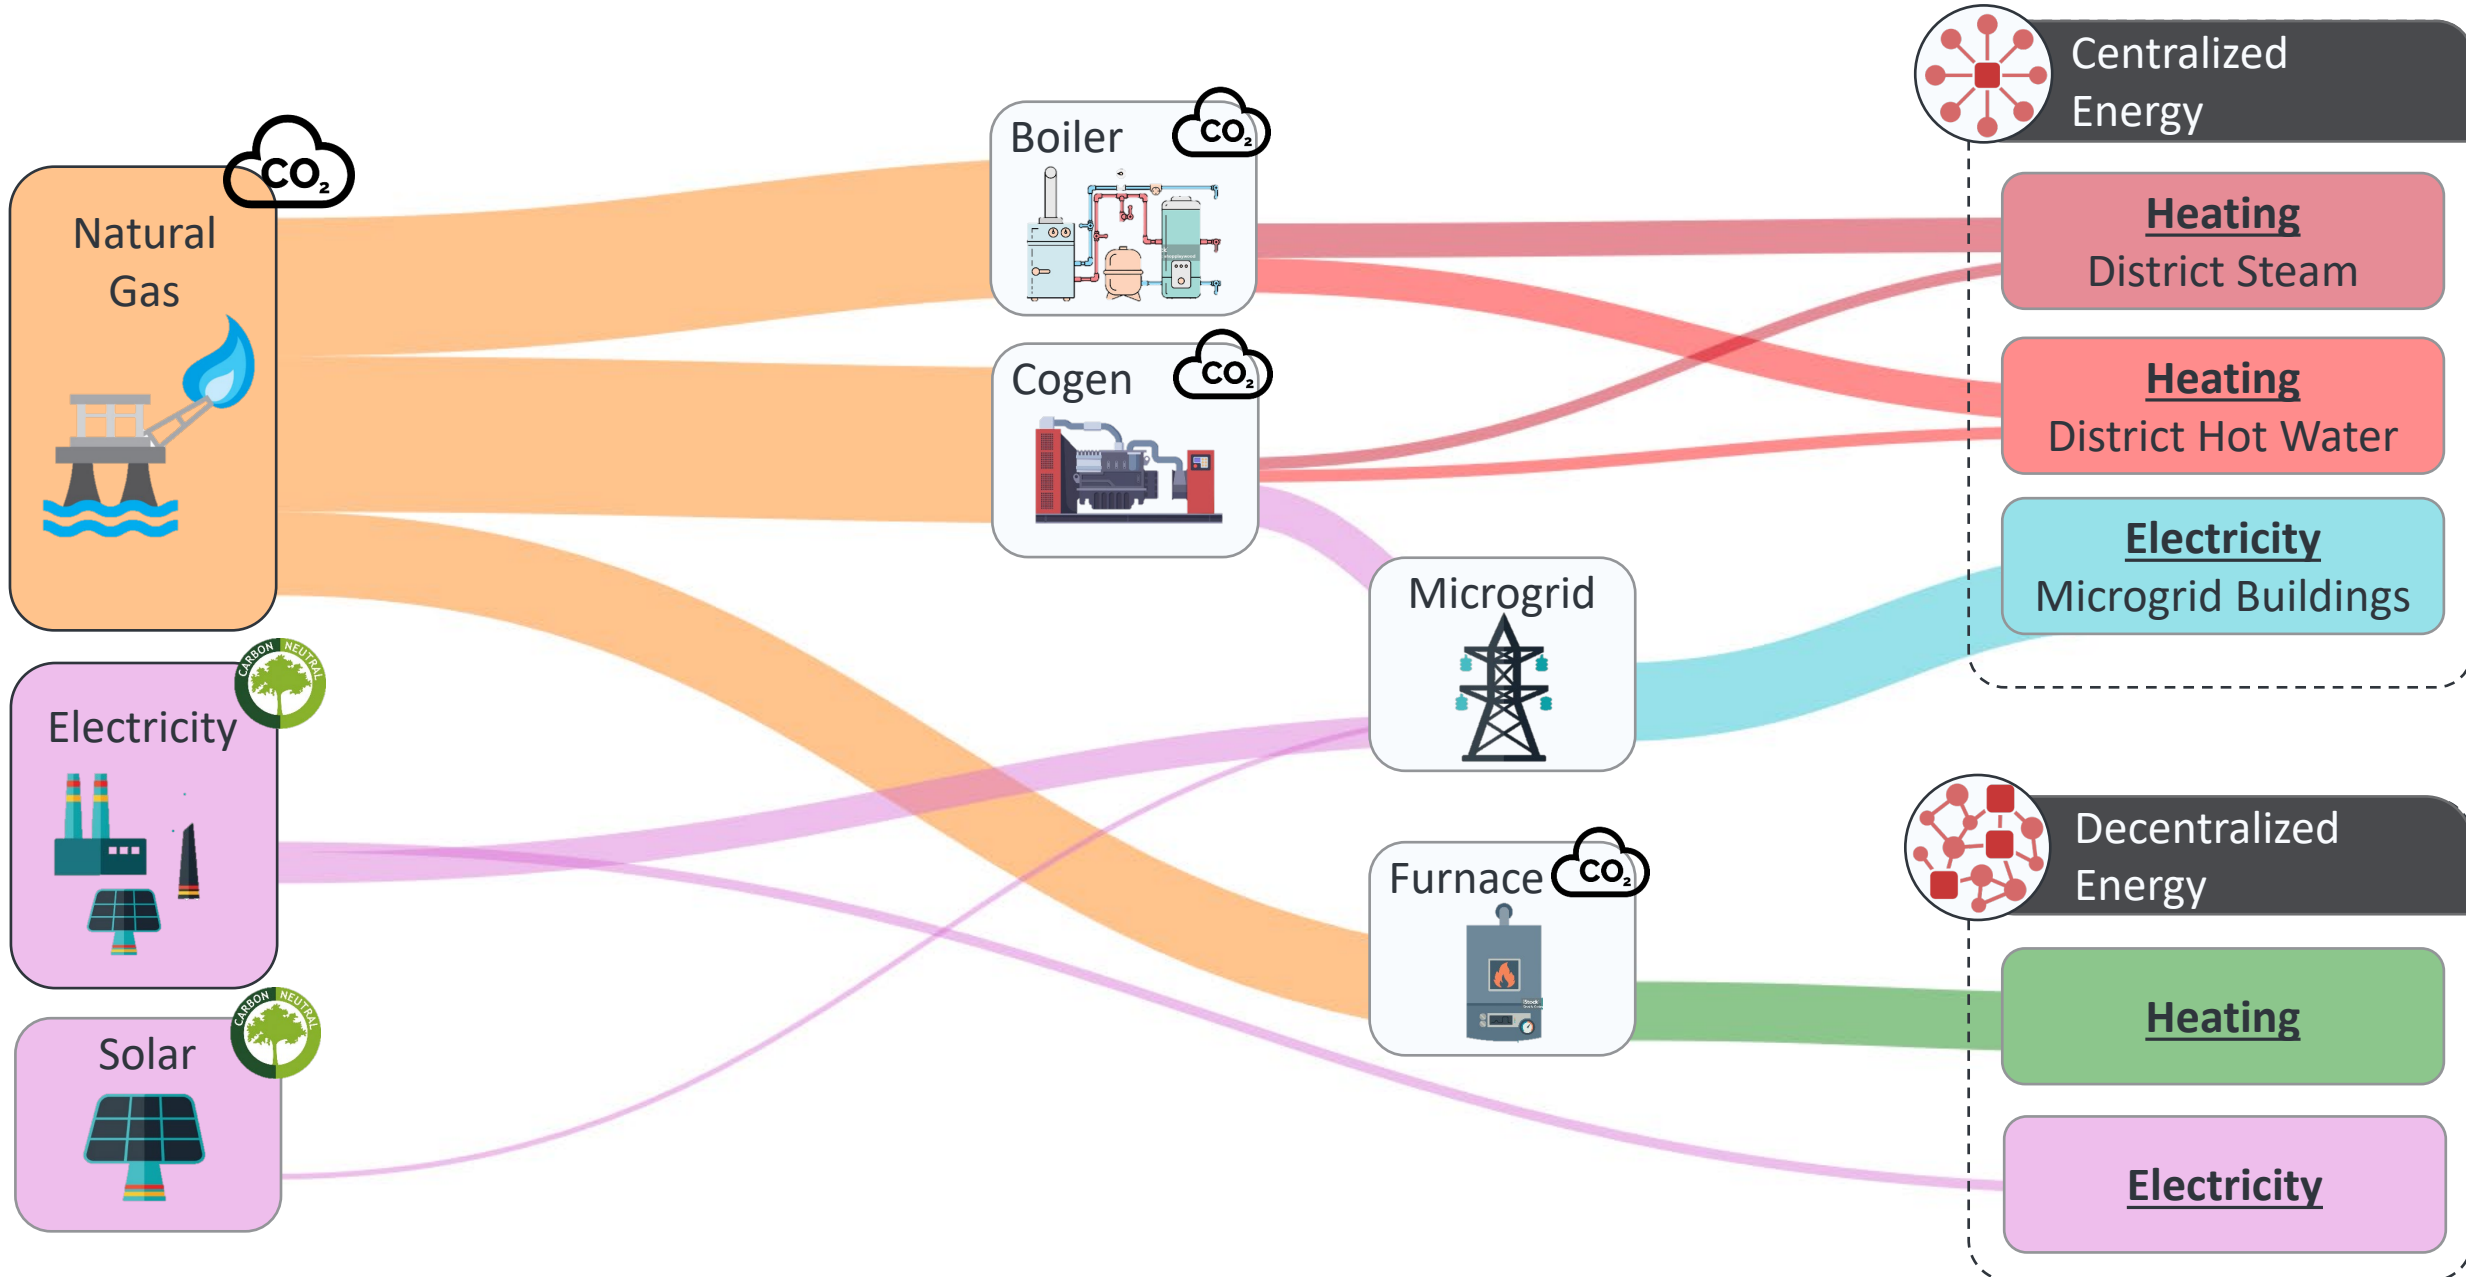 Natural
Gas
CO₂
Electricity
CARBON NEUTRAL
Solar
CARBON NEUTRAL
Boiler
CO₂
Cogen
CO₂
Microgrid
Furnace
CO₂
iStock
Centralized
Energy
Heating
District Steam
Heating
District Hot Water
Electricity
Microgrid Buildings
Decentralized
Energy
Heating
Electricity